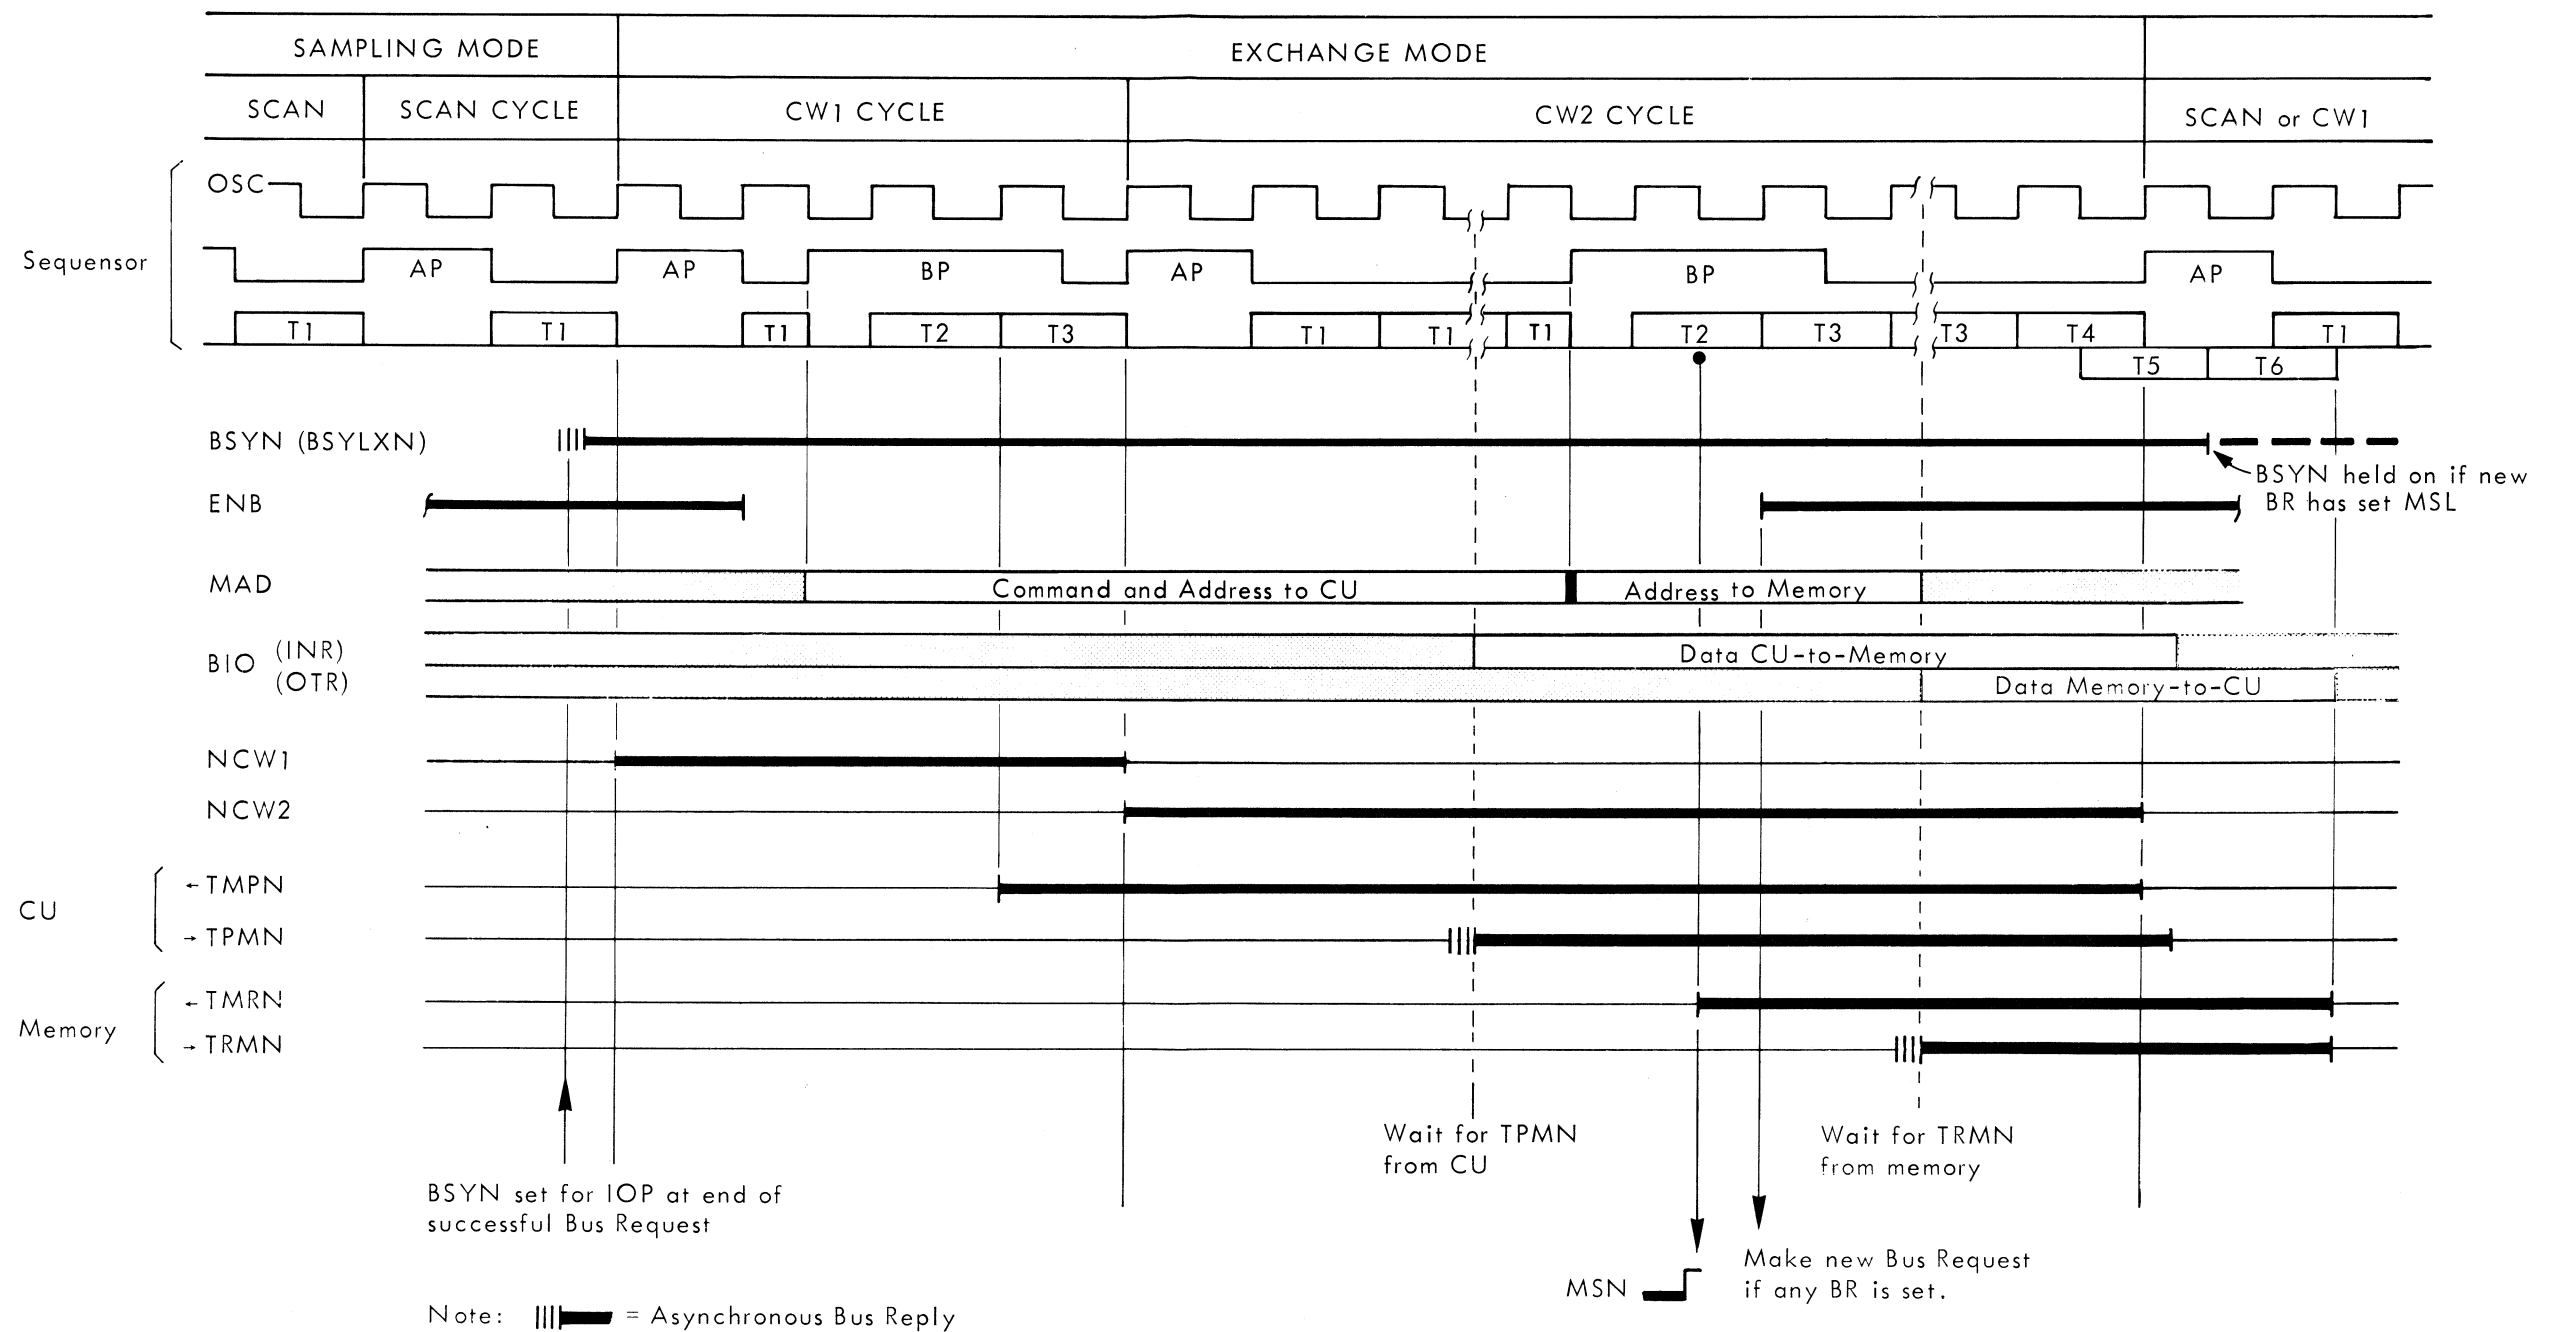 SAMPLING MODE
EXCHANGE MODE
SCAN
SCAN CYCLE
CW1 CYCLE
CW2 CYCLE
SCAN or CW1
Sequensor
OSC
AP
AP
BP
AP
BP
AP
T1
T1
T1
T2
T3
T1
T1
T1
T2
T3
T3
T4
T1
T5
T6
BSYN (BSYLXN)
BSYN held on if new
BR has set MSL
ENB
MAD
Command and Address to CU
Address to Memory
BIO
(INR)
(OTR)
Data CU-to-Memory
Data Memory-to-CU
NCW1
NCW2
CU
←TMPN
→TPMN
Memory
←TMRN
→TRMN
Wait for TPMN
from CU
Wait for TRMN
from memory
BSYN set for IOP at end of
successful Bus Request
MSN
Make new Bus Request
if any BR is set.
Note: = Asynchronous Bus Reply